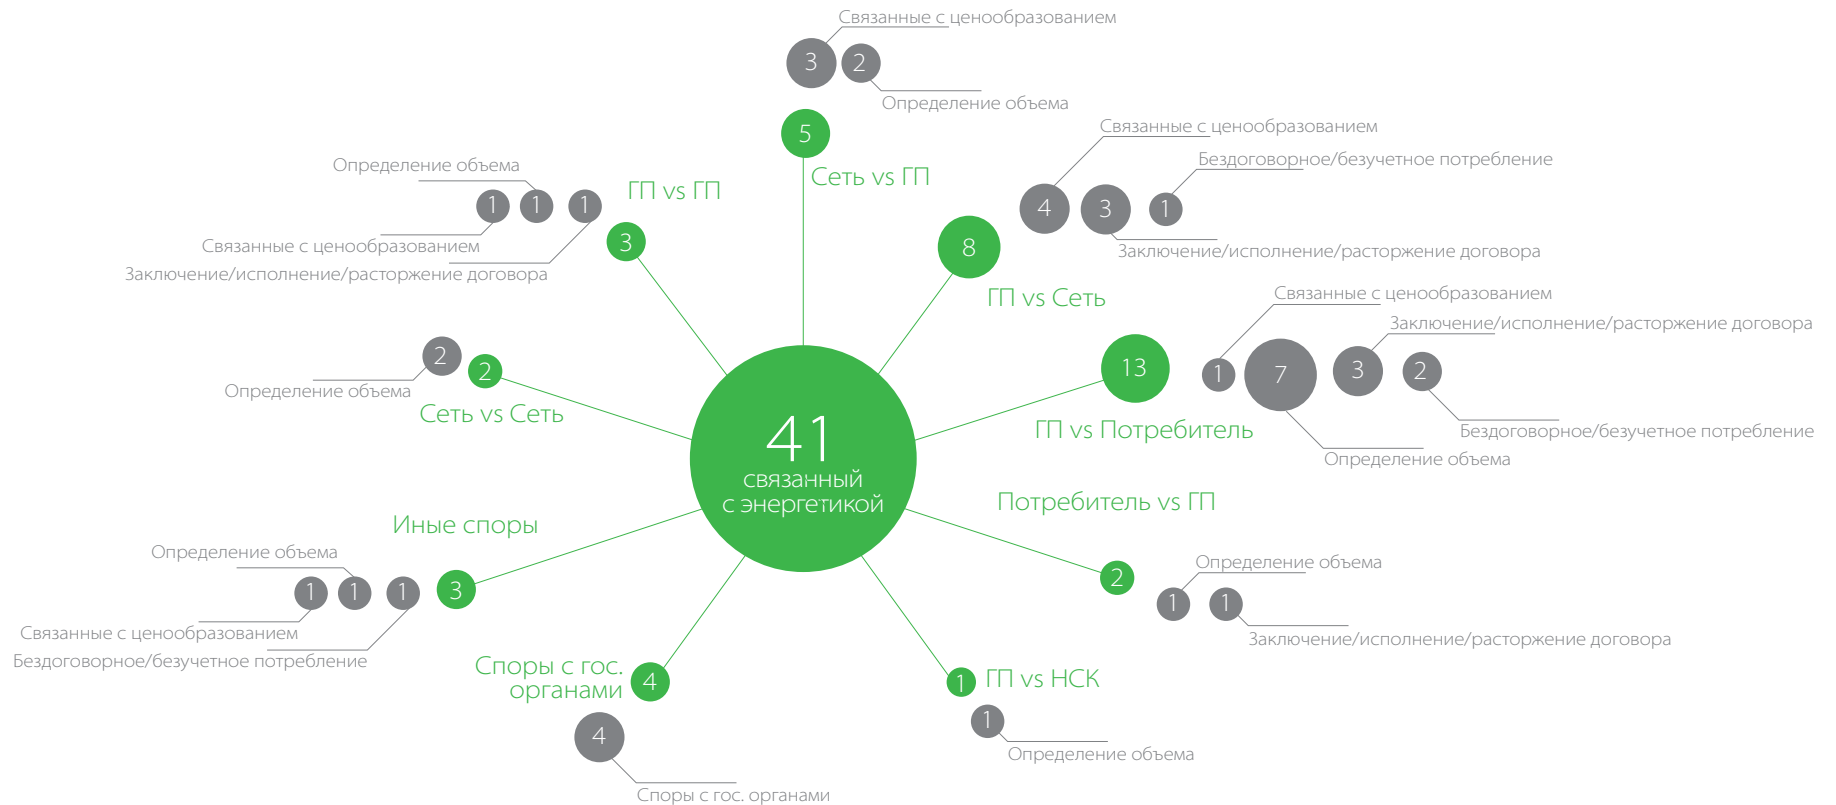 Связанные с ценообразованием
3
2
Определение объема
5
Сеть vs ГП
Связанные с ценообразованием
Бездоговорное/безучетное потребление
4
3
1
Заключение/исполнение/расторжение договора
8
ГП vs Сеть
Связанные с ценообразованием
Заключение/исполнение/расторжение договора
13
1
7
3
2
ГП vs Потребитель
Бездоговорное/безучетное потребление
Определение объема
Потребитель vs ГП
2
Определение объема
1
1
Заключение/исполнение/расторжение договора
1
ГП vs НСК
1
Определение объема
Споры с гос.
органами
4
4
Споры с гос. органами
Иные споры
Определение объема
1
1
1
3
Связанные с ценообразованием
Бездоговорное/безучетное потребление
2
2
Определение объема
Сеть vs Сеть
Определение объема
ГП vs ГП
1
1
1
3
Связанные с ценообразованием
Заключение/исполнение/расторжение договора
41
связанный
с энергетикой